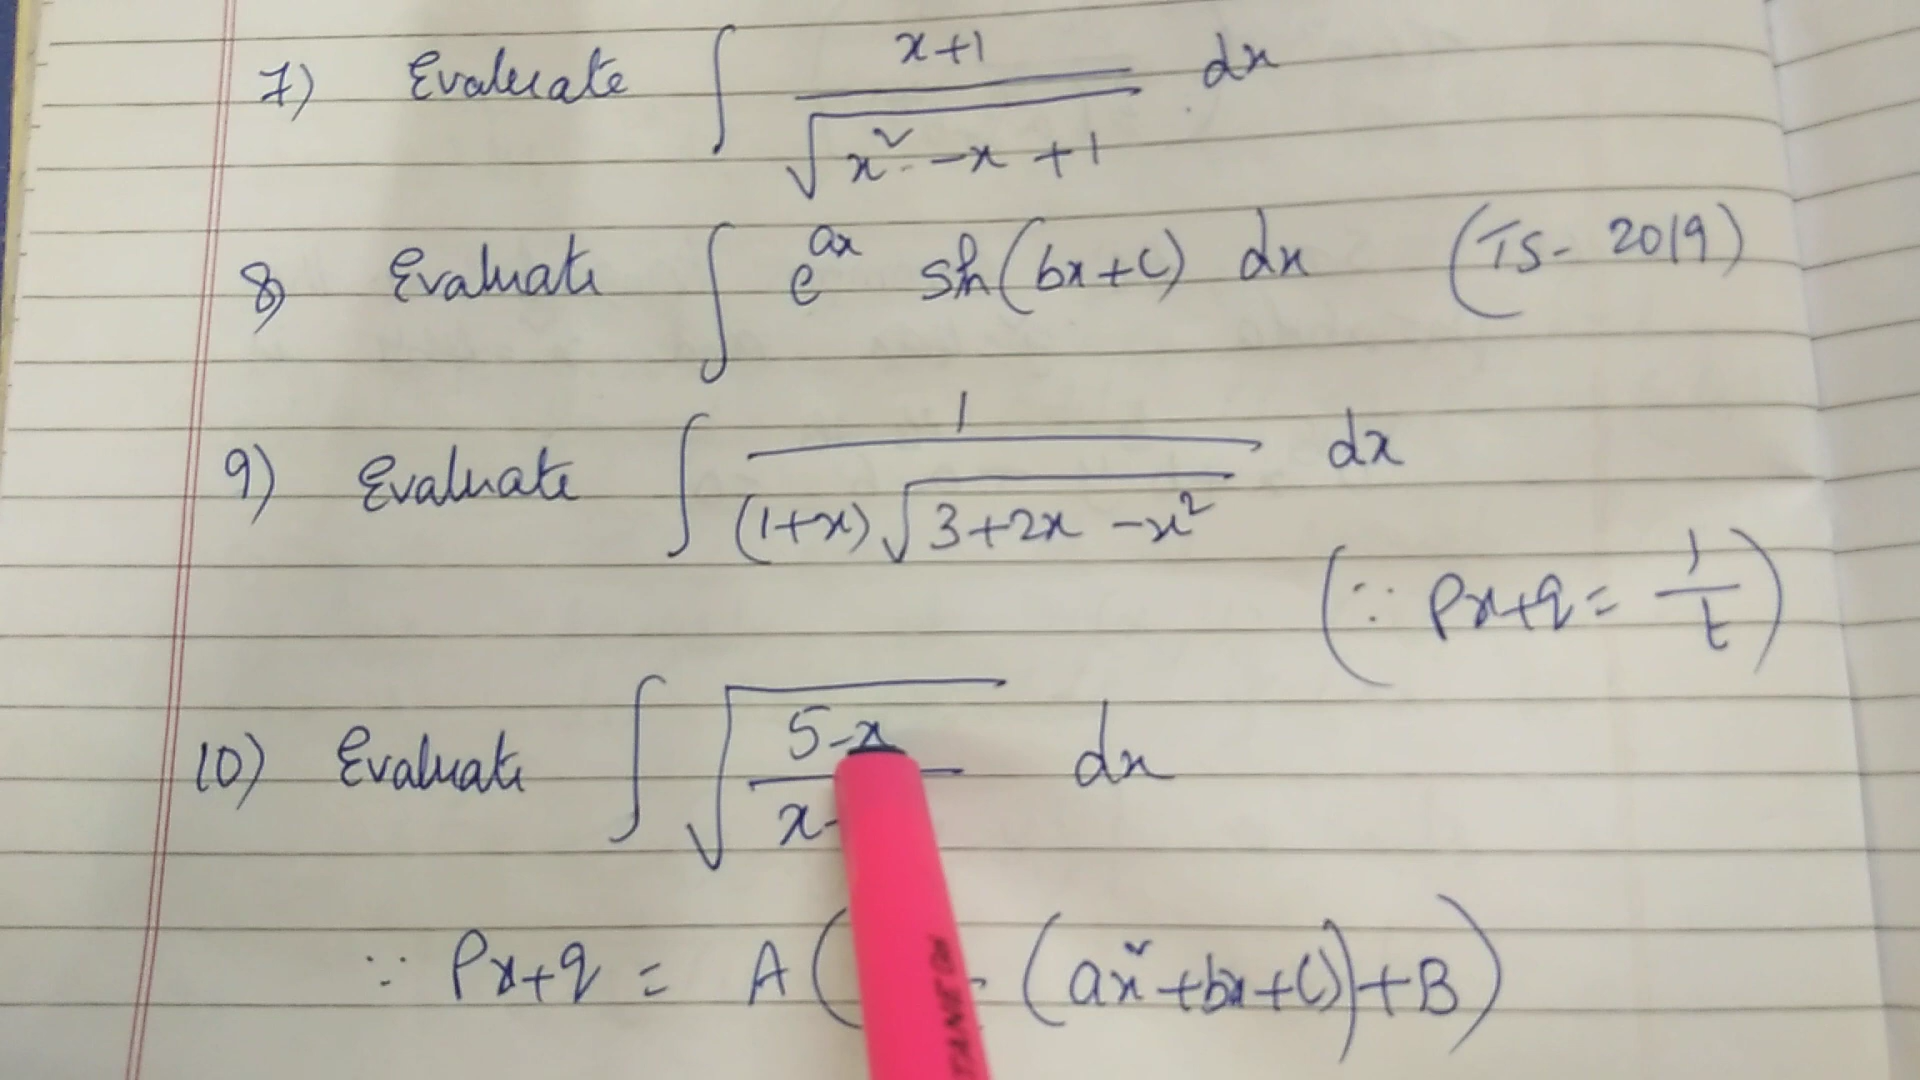 7) Evaluate ∫ x+1 / √(x² - x + 1) dx
8) Evaluate ∫ e^ax sin(bx+c) dx (TS- 2019)
9) Evaluate ∫ 1 / (1+x)√(3+2x-x²) dx
(∵ Px+q = 1/t)
10) Evaluate ∫ √(5-x / x-) dx
∵ Px+q = A( (ax²+bx+c))+B)